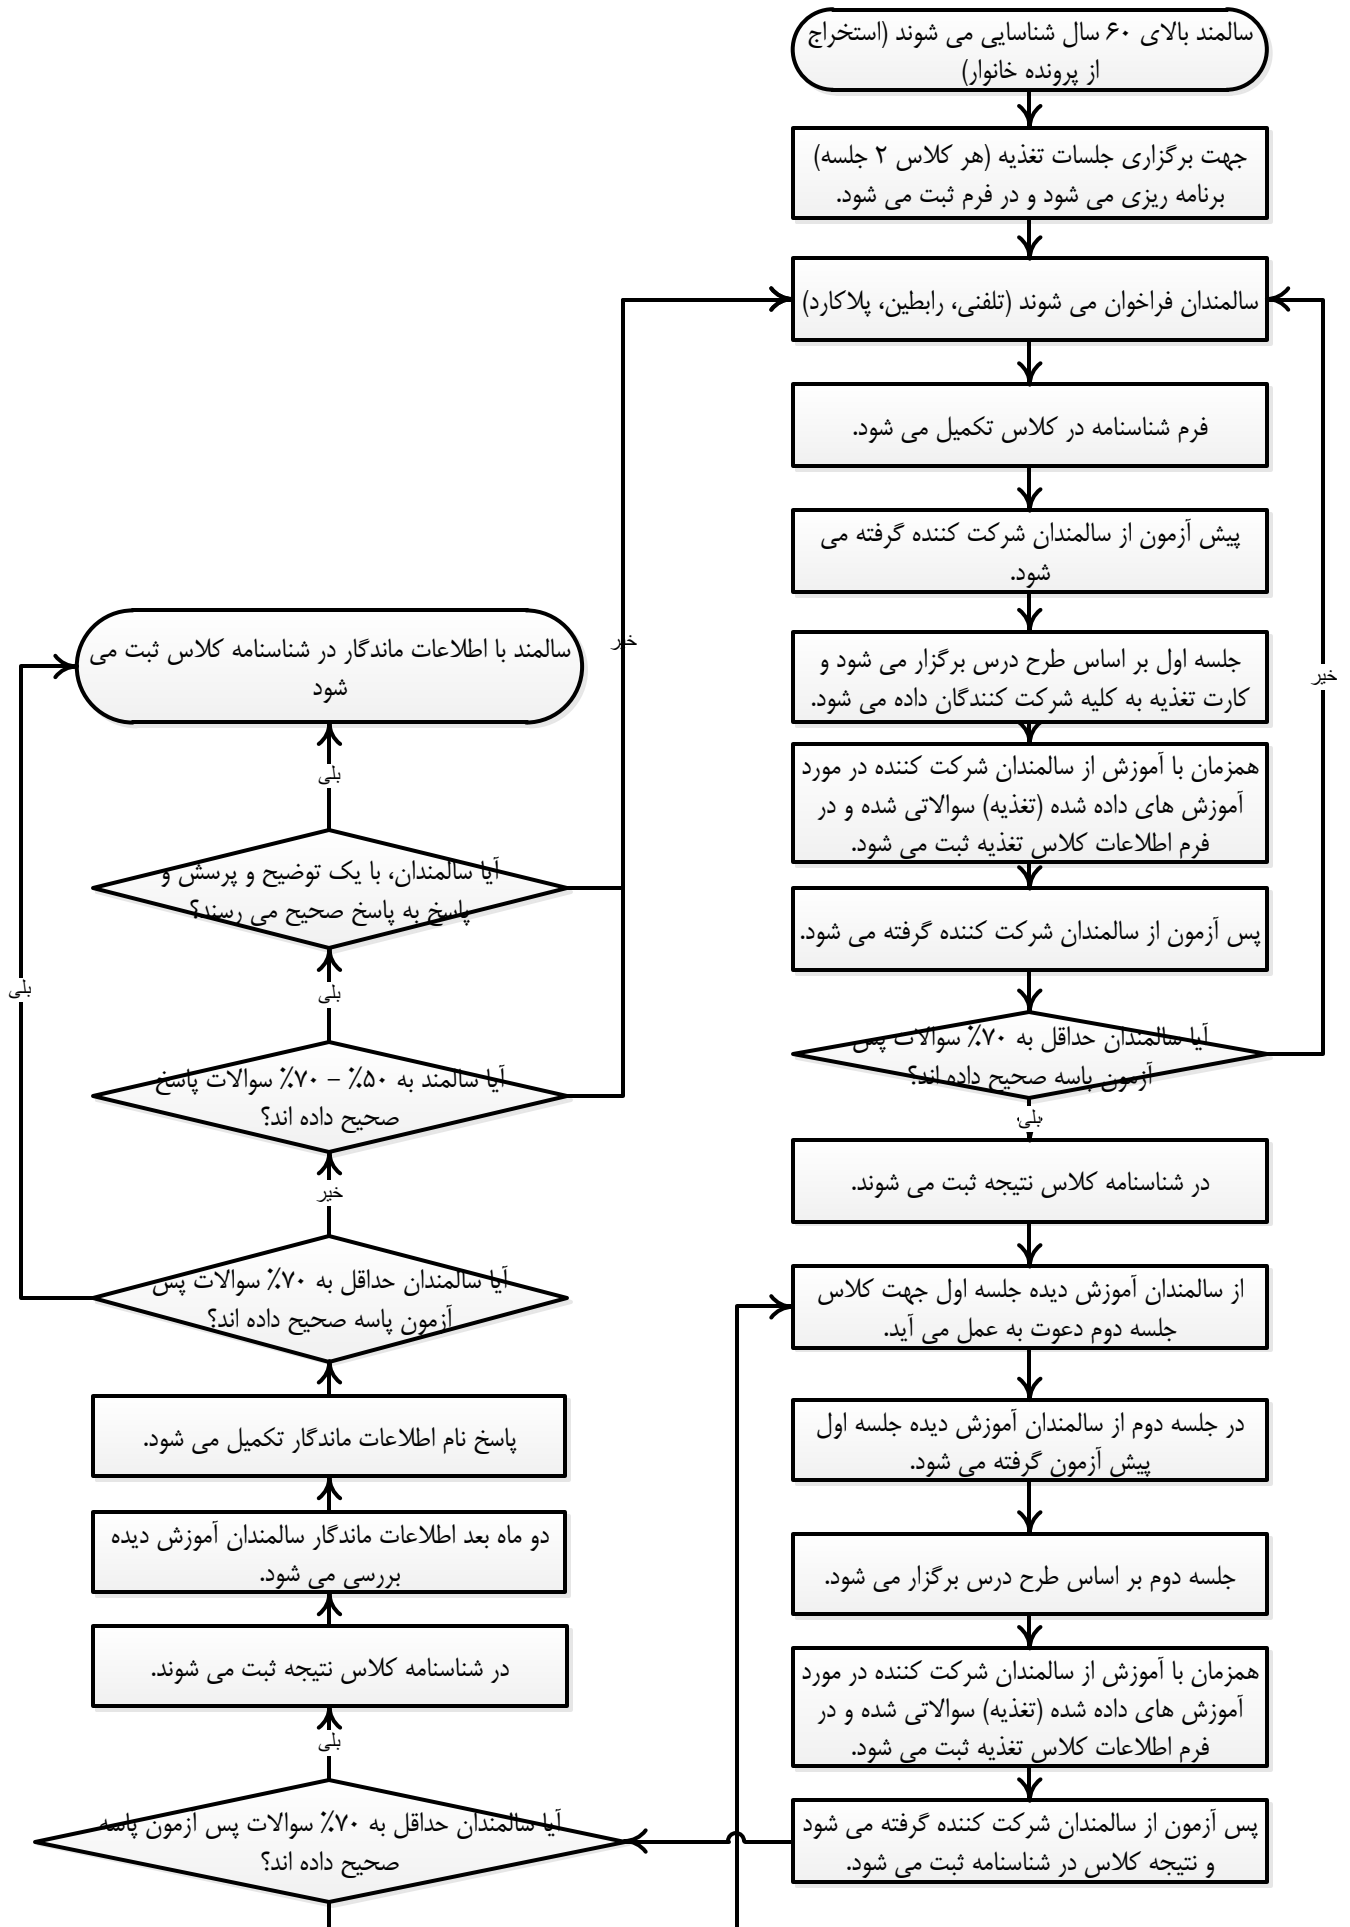 سالمند بالای ۶۰ سال شناسایی می شوند (استخراج
از پرونده خانوار)
جهت برگزاری جلسات تغذیه (هر کلاس ۲ جلسه)
برنامه ریزی می شود و در فرم ثبت می شود.
سالمندان فراخوان می شوند (تلفنی، رابطین، پلاکارد)
فرم شناسنامه در کلاس تکمیل می شود.
پیش آزمون از سالمندان شرکت کننده گرفته می
شود.
جلسه اول بر اساس طرح درس برگزار می شود و
کارت تغذیه به کلیه شرکت کنندگان داده می شود.
همزمان با آموزش از سالمندان شرکت کننده در مورد
آموزش های داده شده (تغذیه) سوالاتی شده و در
فرم اطلاعات کلاس تغذیه ثبت می شود.
پس آزمون از سالمندان شرکت کننده گرفته می شود.
آیا سالمندان حداقل به ۷۰٪ سوالات پس
آزمون پاسه صحیح داده اند؟
خیر
بلی
در شناسنامه کلاس نتیجه ثبت می شوند.
از سالمندان آموزش دیده جلسه اول جهت کلاس
جلسه دوم دعوت به عمل می آید.
در جلسه دوم از سالمندان آموزش دیده جلسه اول
پیش آزمون گرفته می شود.
جلسه دوم بر اساس طرح درس برگزار می شود.
همزمان با آموزش از سالمندان شرکت کننده در مورد
آموزش های داده شده (تغذیه) سوالاتی شده و در
فرم اطلاعات کلاس تغذیه ثبت می شود.
پس آزمون از سالمندان شرکت کننده گرفته می شود
و نتیجه کلاس در شناسنامه ثبت می شود.
آیا سالمندان حداقل به ۷۰٪ سوالات پس ازمون پاسه
صحیح داده اند؟
بلی
در شناسنامه کلاس نتیجه ثبت می شوند.
دو ماه بعد اطلاعات ماندگار سالمندان آموزش دیده
بررسی می شود.
پاسخ نام اطلاعات ماندگار تکمیل می شود.
آیا سالمندان حداقل به ۷۰٪ سوالات پس
آزمون پاسه صحیح داده اند؟
بلی
خیر
آیا سالمند به ۵۰٪ – ۷۰٪ سوالات پاسخ
صحیح داده اند؟
بلی
آیا سالمندان، با یک توضیح و پرسش و
پاسخ به پاسخ صحیح می رسند؟
خیر
بلی
سالمند با اطلاعات ماندگار در شناسنامه کلاس ثبت می
شود